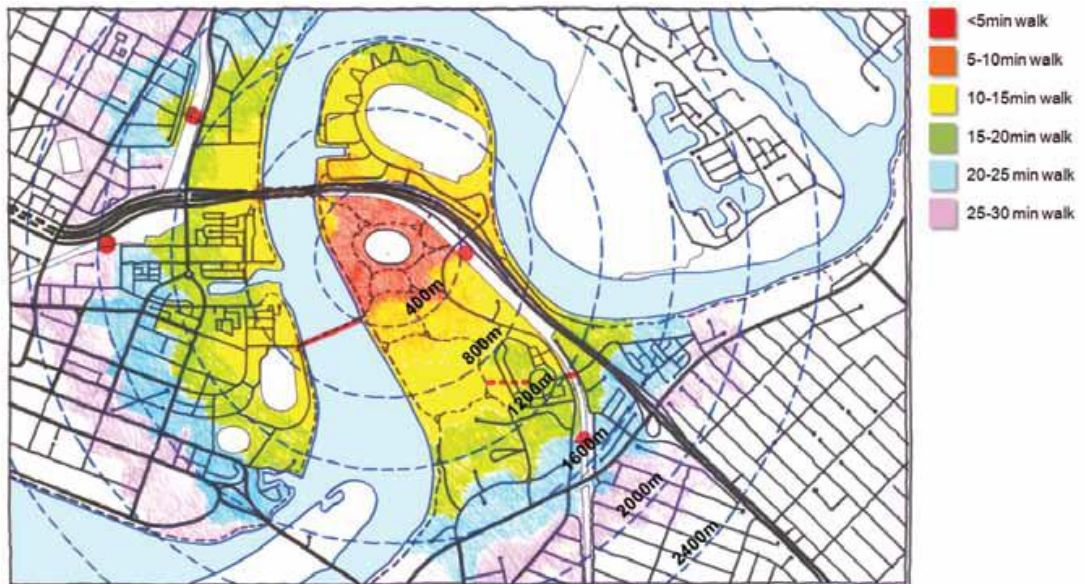 <5min walk
5-10min walk
10-15min walk
15-20min walk
20-25 min walk
25-30 min walk
400m
800m
1200m
1600m
2000m
2400m